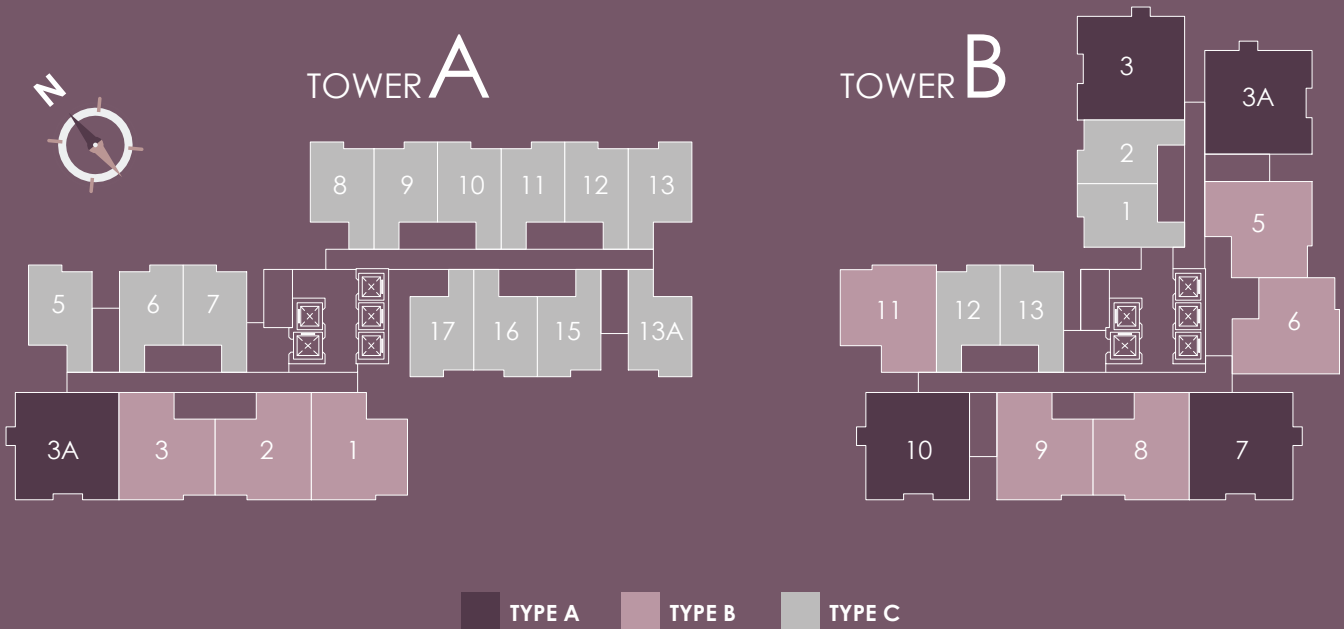 N
TOWER A
8 9 10 11 12 13
5 6 7
17 16 15 13A
3A 3 2 1
TOWER B
3
3A
2
1
5
11 12 13
6
10 9 8 7
TYPE A TYPE B TYPE C